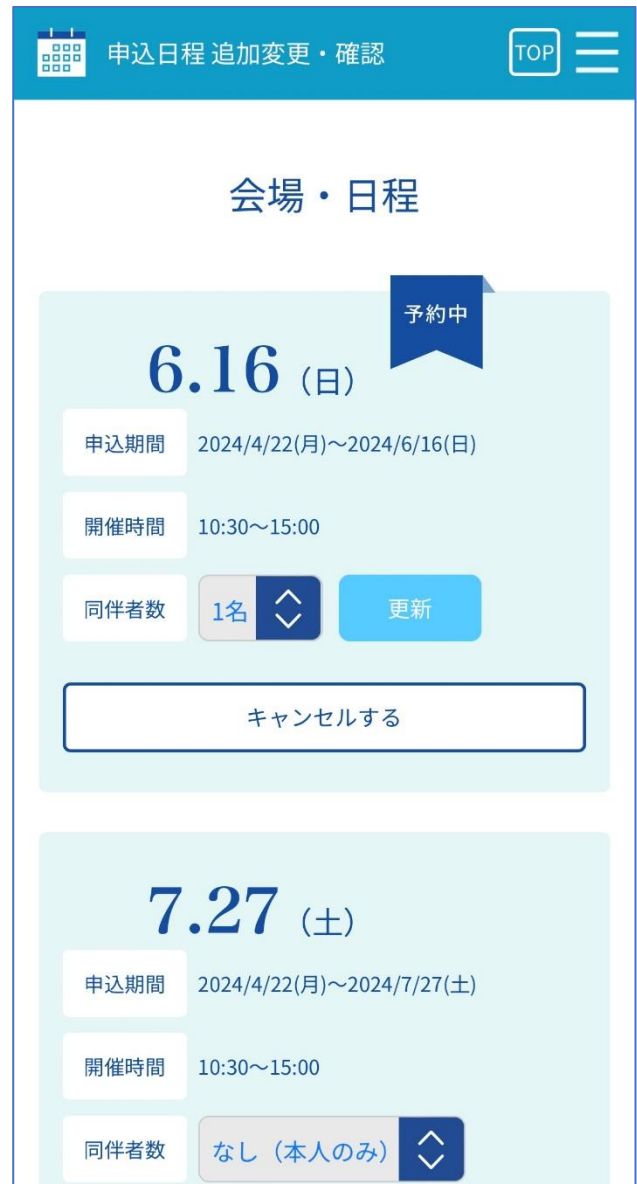 申込日程 追加変更・確認
TOP
会場・日程
予約中
6.16 (日)
申込期間 2024/4/22(月)～2024/6/16(日)
開催時間 10:30～15:00
同伴者数 1名 更新
キャンセルする
7.27 (土)
申込期間 2024/4/22(月)～2024/7/27(土)
開催時間 10:30～15:00
同伴者数 なし（本人のみ）